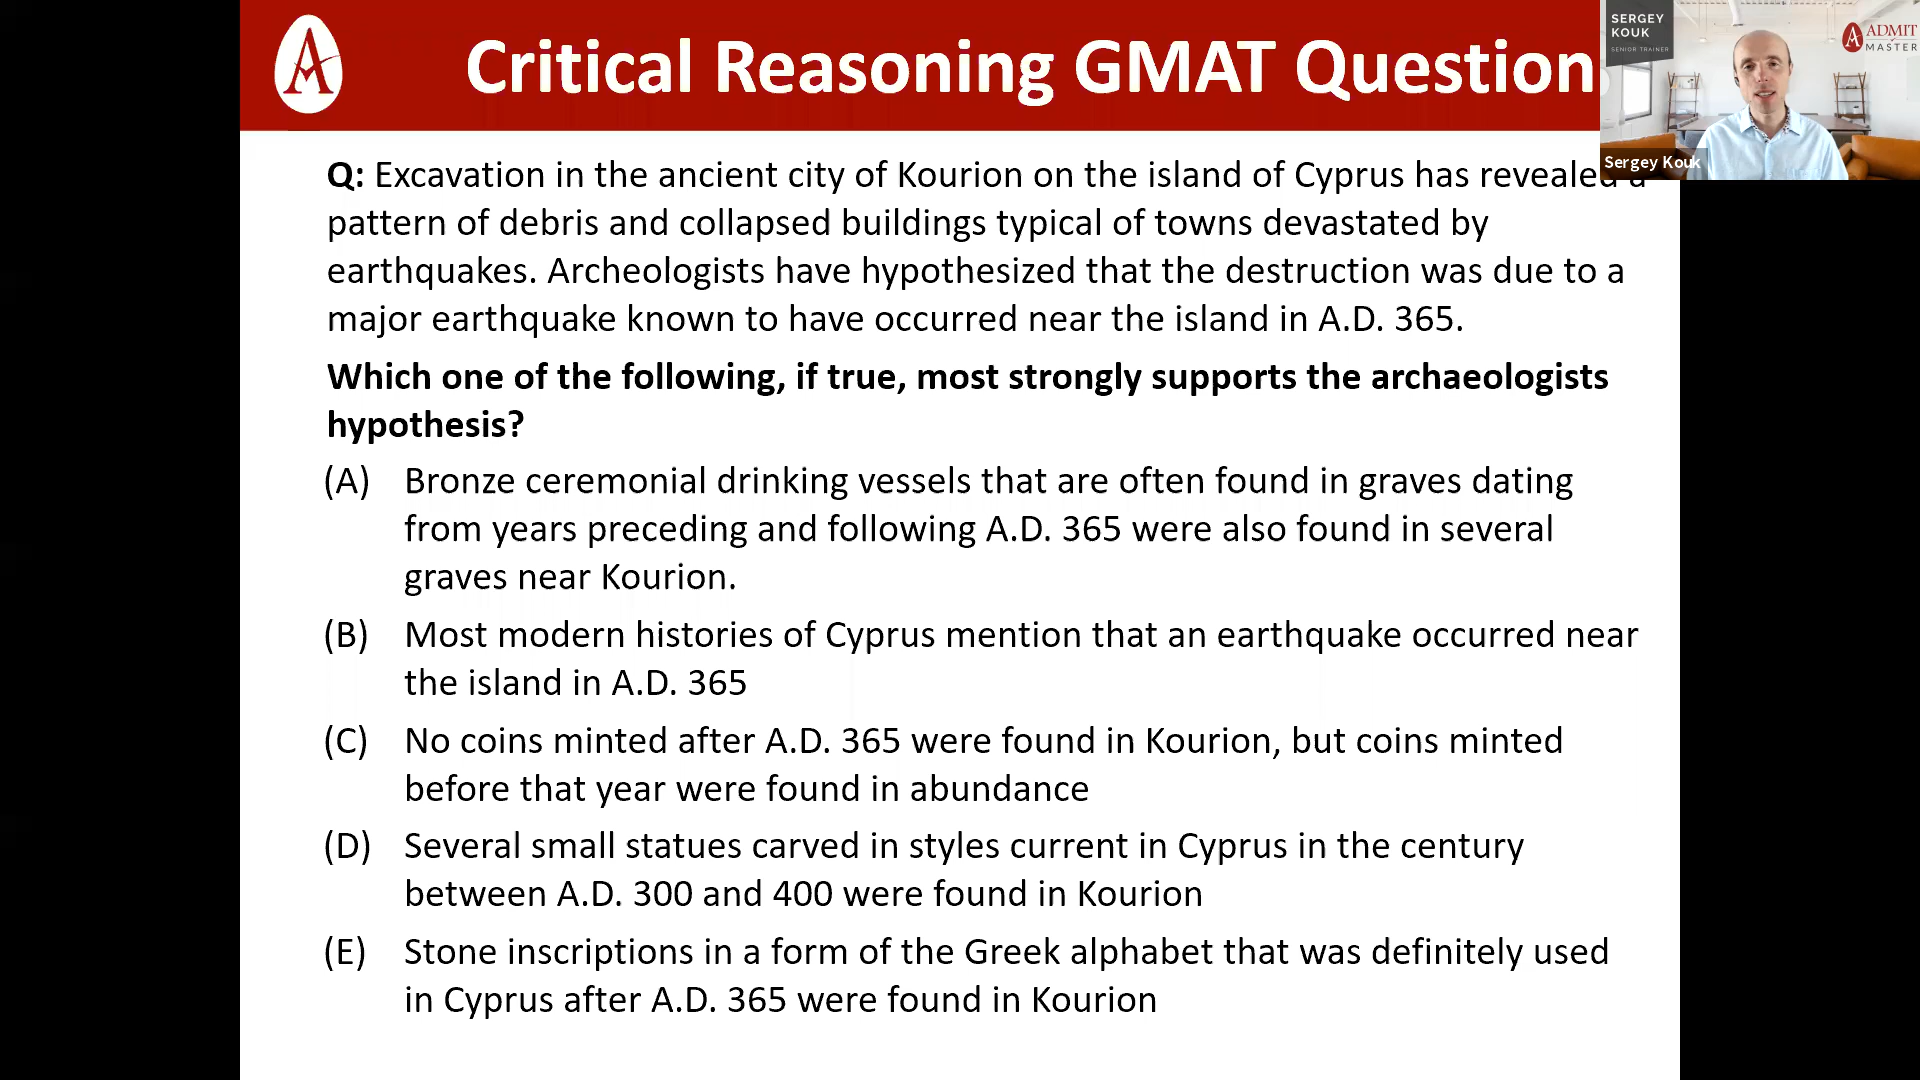 Critical Reasoning GMAT Question
SERGEY
KOUK
SENIOR TRAINER
ADMIT
MASTER
Sergey Kouk
Q: Excavation in the ancient city of Kourion on the island of Cyprus has revealed a
pattern of debris and collapsed buildings typical of towns devastated by
earthquakes. Archeologists have hypothesized that the destruction was due to a
major earthquake known to have occurred near the island in A.D. 365.
Which one of the following, if true, most strongly supports the archaeologists
hypothesis?
(A) Bronze ceremonial drinking vessels that are often found in graves dating
from years preceding and following A.D. 365 were also found in several
graves near Kourion.
(B) Most modern histories of Cyprus mention that an earthquake occurred near
the island in A.D. 365
(C) No coins minted after A.D. 365 were found in Kourion, but coins minted
before that year were found in abundance
(D) Several small statues carved in styles current in Cyprus in the century
between A.D. 300 and 400 were found in Kourion
(E) Stone inscriptions in a form of the Greek alphabet that was definitely used
in Cyprus after A.D. 365 were found in Kourion